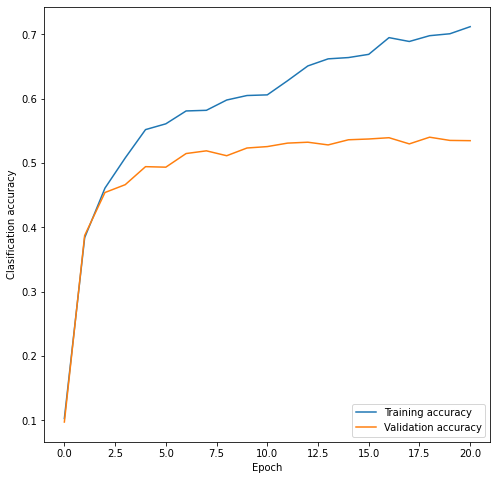 0.7
0.6
0.5
0.4
0.3
0.2
0.1
Clasification accuracy
0.0 2.5 5.0 7.5 10.0 12.5 15.0 17.5 20.0
Epoch
Training accuracy
Validation accuracy